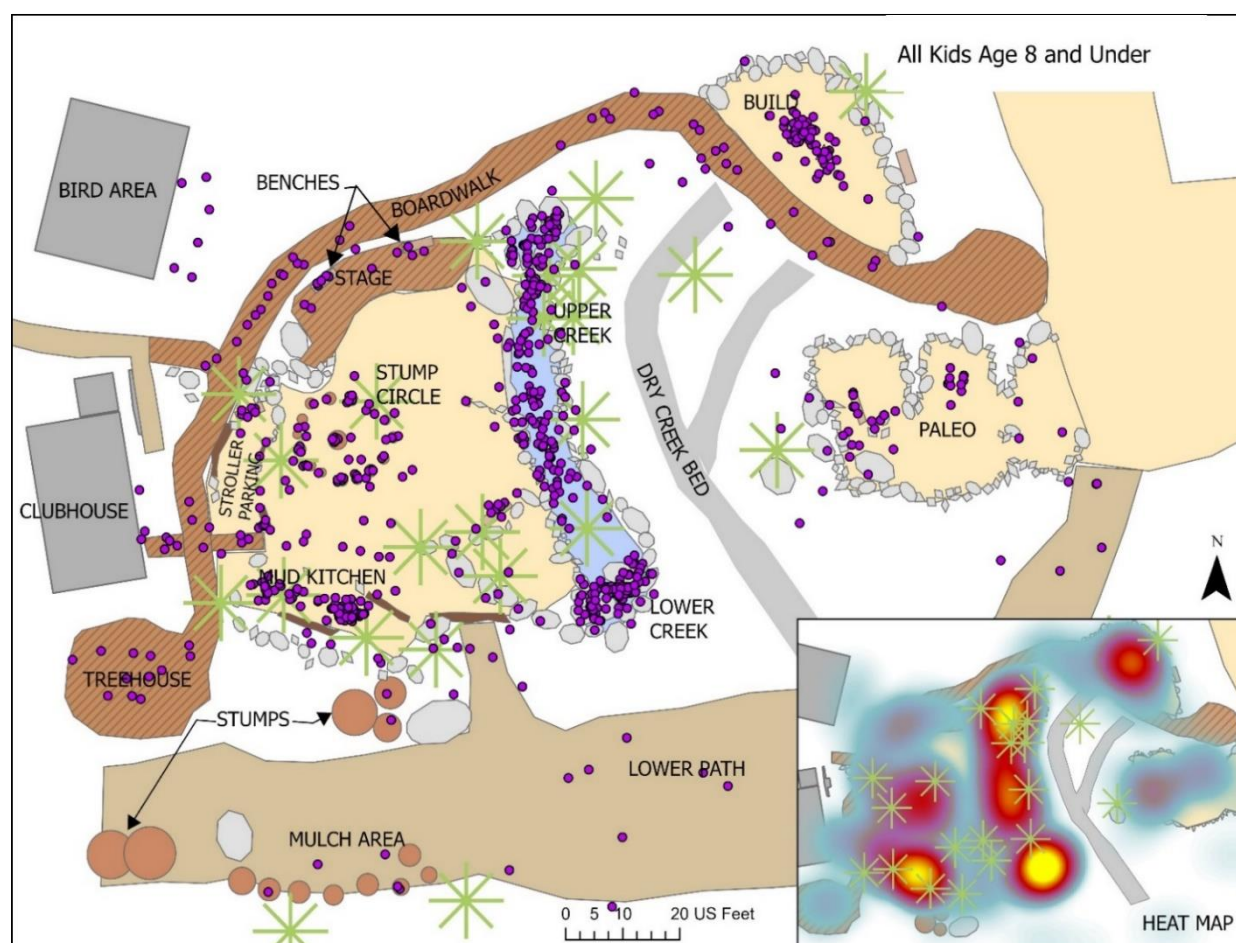 All Kids Age 8 and Under
BUILD
BIRD AREA
BENCHES
BOARDWALK
STAGE
UPPER
CREEK
STUMP
CIRCLE
DRY CREEK BED
PALEO
STROLLER
PARKING
CLUBHOUSE
N
MUD KITCHEN
LOWER
CREEK
TREEHOUSE
STUMPS
LOWER PATH
MULCH AREA
0 5 10 20 US Feet
HEAT MAP